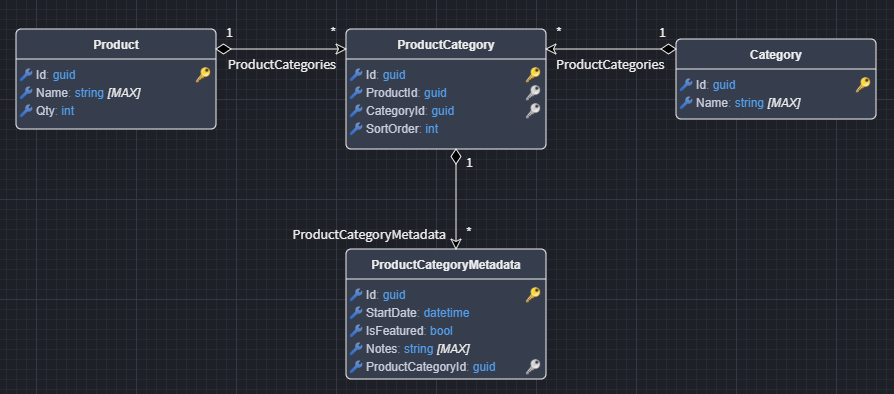 Product
Id: guid
Name: string [MAX]
Qty: int
1
*
ProductCategories
ProductCategory
Id: guid
ProductId: guid
CategoryId: guid
SortOrder: int
*
1
ProductCategories
Category
Id: guid
Name: string [MAX]
1
ProductCategoryMetadata
*
ProductCategoryMetadata
Id: guid
StartDate: datetime
IsFeatured: bool
Notes: string [MAX]
ProductCategoryId: guid